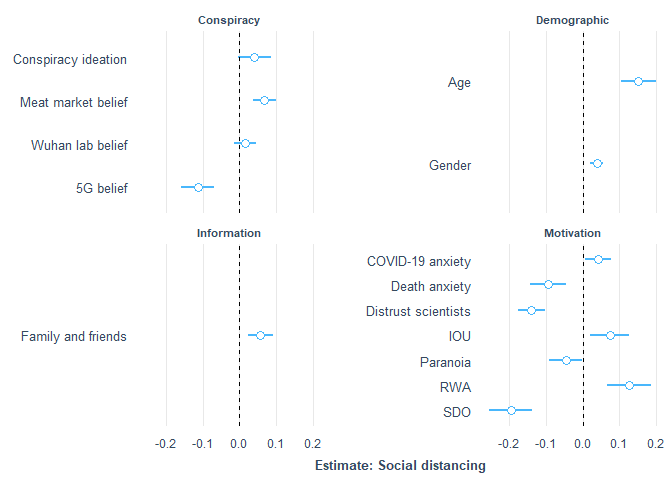 Conspiracy
Conspiracy ideation
Meat market belief
Wuhan lab belief
5G belief
Demographic
Age
Gender
Information
Family and friends
-0.2 -0.1 0.0 0.1 0.2
Motivation
COVID-19 anxiety
Death anxiety
Distrust scientists
IOU
Paranoia
RWA
SDO
-0.2 -0.1 0.0 0.1 0.2
Estimate: Social distancing